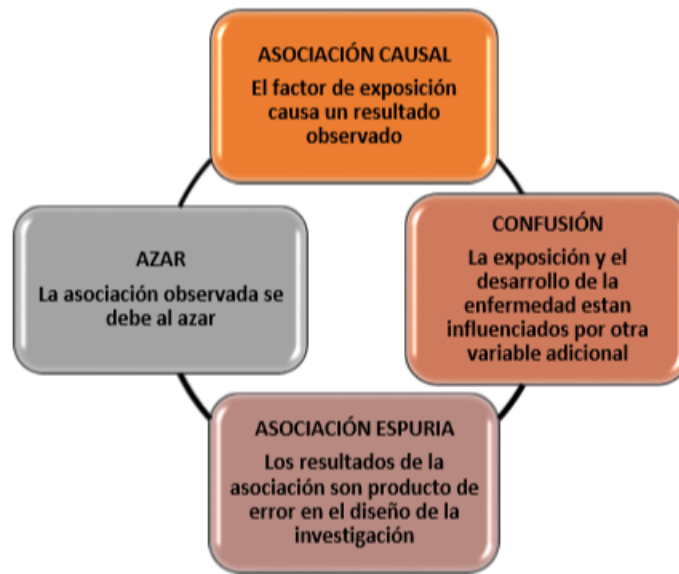 ASOCIACIÓN CAUSAL
El factor de exposición
causa un resultado
observado
AZAR
La asociación observada se
debe al azar
CONFUSIÓN
La exposición y el
desarrollo de la
enfermedad estan
influenciados por otra
variable adicional
ASOCIACIÓN ESPURIA
Los resultados de la
asociación son producto de
error en el diseño de la
investigación